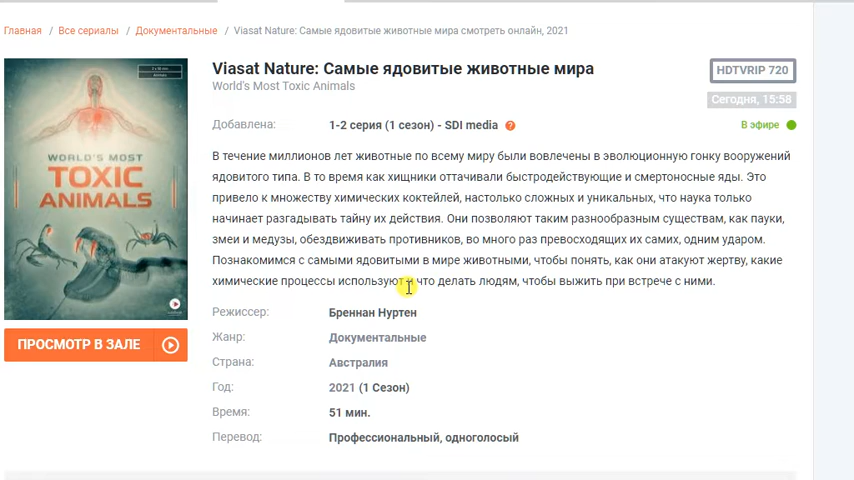 Главная / Все сериалы / Документальные / Viasat Nature: Самые ядовитые животные мира смотреть онлайн, 2021
Viasat Nature: Самые ядовитые животные мира
HDTVRIP 720
World's Most Toxic Animals
Сегодня, 15:58
Добавлена: 1-2 серия (1 сезон) - SDI media ?
В эфире
В течение миллионов лет животные по всему миру были вовлечены в эволюционную гонку вооружений
ядовитого типа. В то время как хищники оттачивали быстродействующие и смертоносные яды. Это
привело к множеству химических коктейлей, настолько сложных и уникальных, что наука только
начинает разгадывать тайну их действия. Они позволяют таким разнообразным существам, как пауки,
змеи и медузы, обездвиживать противников, во много раз превосходящих их самих, одним ударом.
Познакомимся с самыми ядовитыми в мире животными, чтобы понять, как они атакуют жертву, какие
химические процессы используют и что делать людям, чтобы выжить при встрече с ними.
WORLD'S MOST
TOXIC
ANIMALS
ПРОСМОТР В ЗАЛЕ
Режиссер: Бреннан Нуртен
Жанр: Документальные
Страна: Австралия
Год: 2021 (1 Сезон)
Время: 51 мин.
Перевод: Профессиональный, одноголосый